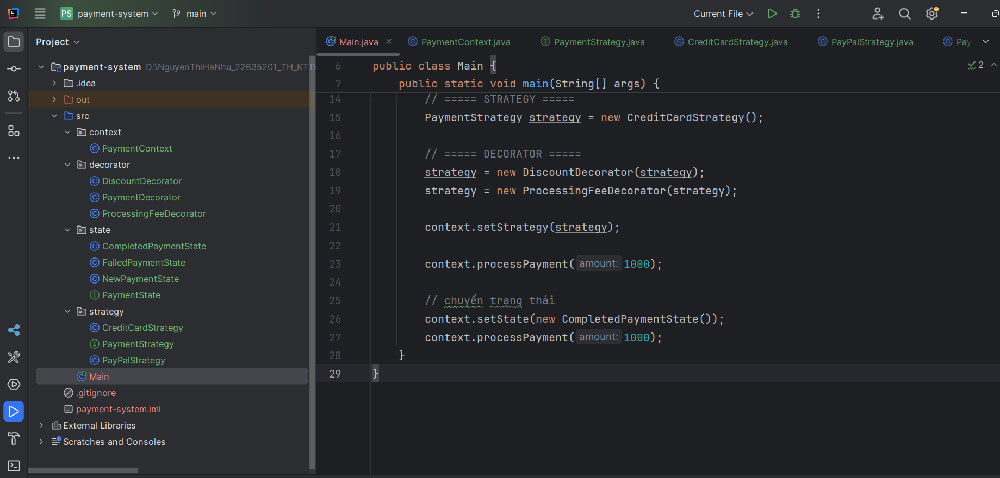 PS payment-system main Current File
Project
Main.java PaymentContext.java PaymentStrategy.java CreditCardStrategy.java PayPalStrategy.java Pay
payment-system D:\NguyenThiHaNhu_22635201_TH_KTTH
.idea
out
src
context
PaymentContext
decorator
DiscountDecorator
PaymentDecorator
ProcessingFeeDecorator
state
CompletedPaymentState
FailedPaymentState
NewPaymentState
PaymentState
strategy
CreditCardStrategy
PaymentStrategy
PayPalStrategy
Main
.gitignore
payment-system.iml
External Libraries
Scratches and Consoles
6 public class Main {
2
7 public static void main(String[] args) {
14 // ===== STRATEGY =====
15 PaymentStrategy strategy = new CreditCardStrategy();
16
17 // ===== DECORATOR =====
18 strategy = new DiscountDecorator(strategy);
19 strategy = new ProcessingFeeDecorator(strategy);
20
21 context.setStrategy(strategy);
22
23 context.processPayment( amount: 1000);
24
25 // chuyển trạng thái
26 context.setState(new CompletedPaymentState());
27 context.processPayment( amount: 1000);
28 }
29 }